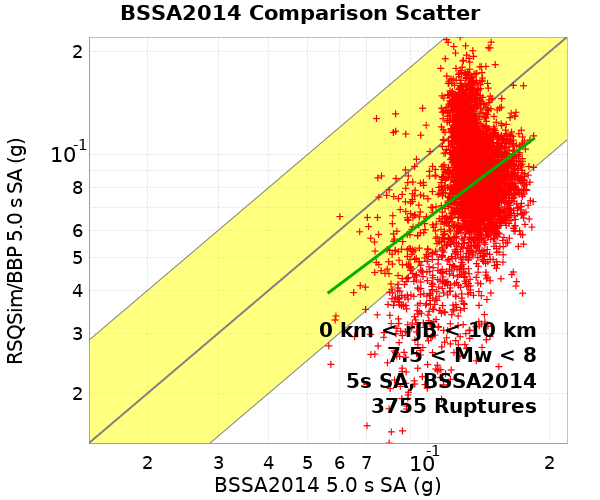 BSSA2014 Comparison Scatter
RSQSim/BBP 5.0 s SA (g)
2
10-1
8
6
5
4
3
2
0 km < rJB < 10 km
7.5 < Mw < 8
5s SA, BSSA2014
3755 Ruptures
2 3 4 5 6 7 10-1 2
BSSA2014 5.0 s SA (g)